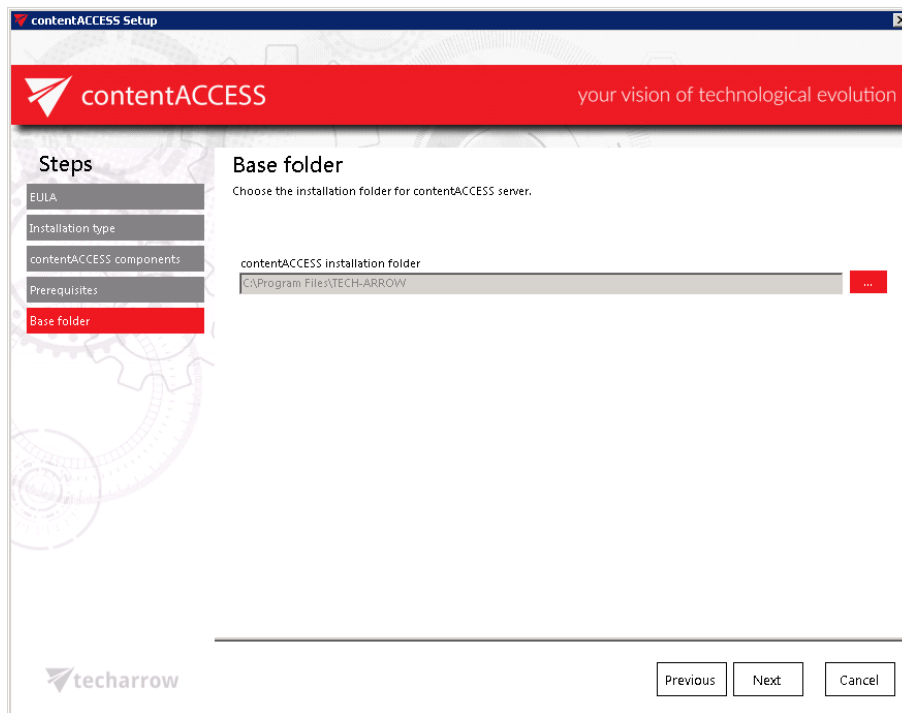 contentACCESS Setup
contentACCESS
your vision of technological evolution
Steps
EULA
Installation type
contentACCESS components
Prerequisites
Base folder
Base folder
Choose the installation folder for contentACCESS server.
contentACCESS installation folder
C:\Program Files\TECH-ARROW
...
techarrow
Previous
Next
Cancel